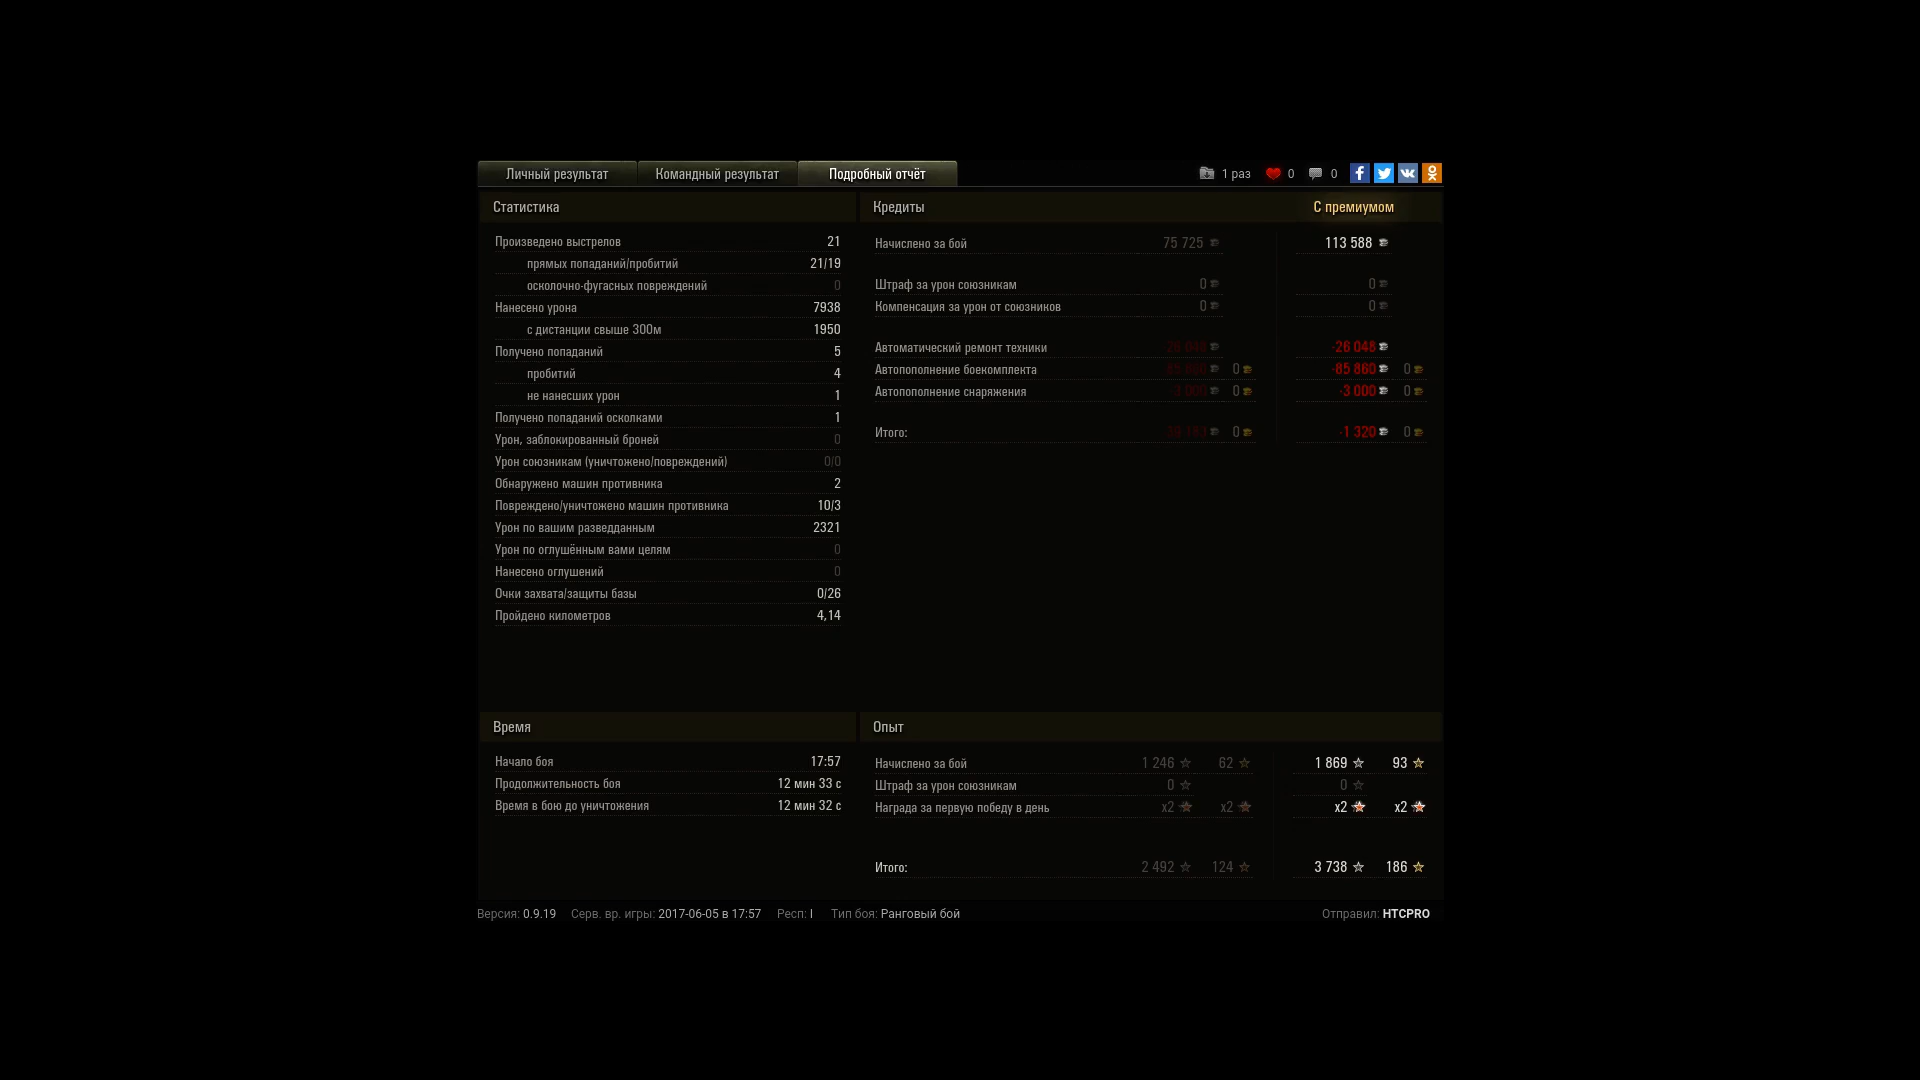 Личный результат Командный результат Подробный отчёт 1 раз 0 0
Статистика
Произведено выстрелов 21
прямых попаданий/пробитий 21/19
осколочно-фугасных повреждений 0
Нанесено урона 7938
с дистанции свыше 300м 1950
Получено попаданий 5
пробитий 4
не нанесших урон 1
Получено попаданий осколками 1
Урон, заблокированный броней 0
Урон союзникам (уничтожено/повреждений) 0/0
Обнаружено машин противника 2
Повреждено/уничтожено машин противника 10/3
Урон по вашим разведданным 2321
Урон по оглушённым вами целям 0
Нанесено оглушений 0
Очки захвата/защиты базы 0/26
Пройдено километров 4,14
Кредиты С премиумом
Начислено за бой 75 725 113 588
Штраф за урон союзникам 0 0
Компенсация за урон от союзников 0 0
Автоматический ремонт техники -26 048 -26 048
Автопополнение боекомплекта -85 860 0 -85 860 0
Автопополнение снаряжения -3 000 0 -3 000 0
Итого: -39 183 0 -1 320 0
Время
Начало боя 17:57
Продолжительность боя 12 мин 33 с
Время в бою до уничтожения 12 мин 32 с
Опыт
Начислено за бой 1 246 62 1 869 93
Штраф за урон союзникам 0 0
Награда за первую победу в день x2 x2 x2 x2
Итого: 2 492 124 3 738 186
Версия: 0.9.19 Серв. вр. игры: 2017-06-05 в 17:57 Респ: I Тип боя: Ранговый бой Отправил: HTCPRO